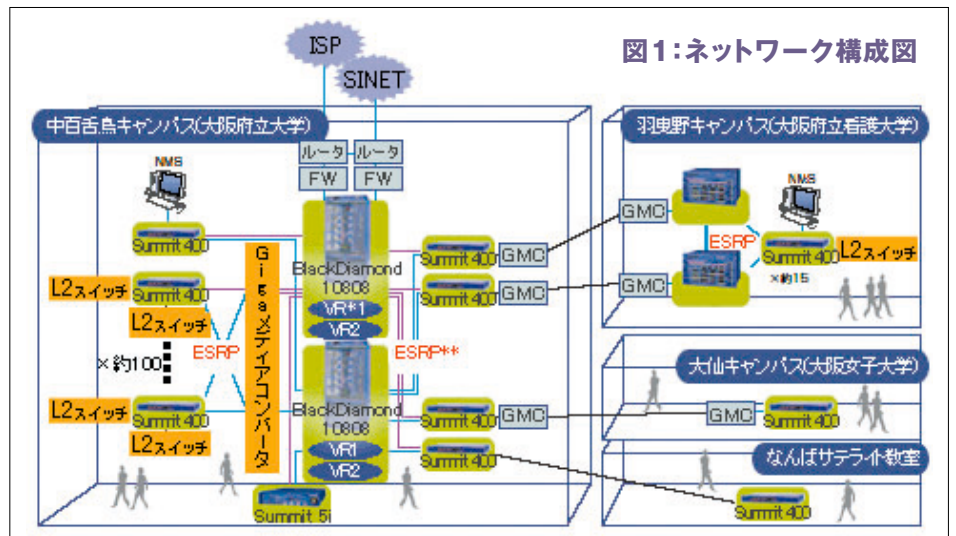 図1:ネットワーク構成図
ISP
SINET
中百舌鳥キャンパス(大阪府立大学)
ルータ
ルータ
FW
FW
NMS
Summit 400
L2スイッチ
Summit 400
L2スイッチ
×約100
ESRP
L2スイッチ
Summit 400
L2スイッチ
Gigaメディアコンバータ
BlackDiamond
10808
VR*1
VR2
BlackDiamond
10808
VR1
VR2
Summit 5i
ESRP**
Summit 400
GMC
Summit 400
GMC
Summit 400
GMC
Summit 400
羽曳野キャンパス(大阪府立看護大学)
GMC
GMC
ESRP
NMS
Summit 400
L2スイッチ
×約15
大仙キャンパス(大阪女子大学)
GMC
Summit 400
なんばサテライト教室
Summit 400